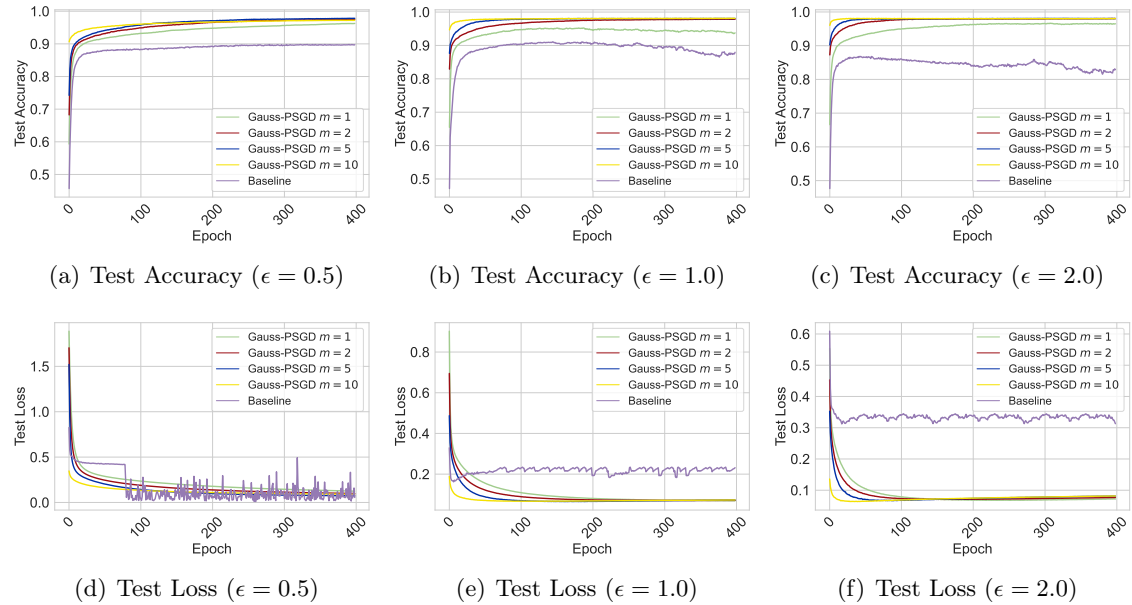 1.0
0.9
0.8
0.7
0.6
0.5
Test Accuracy
Gauss-PSGD m = 1
Gauss-PSGD m = 2
Gauss-PSGD m = 5
Gauss-PSGD m = 10
Baseline
0
100
200
300
400
Epoch
(a) Test Accuracy (ϵ = 0.5)
1.0
0.9
0.8
0.7
0.6
0.5
Test Accuracy
Gauss-PSGD m = 1
Gauss-PSGD m = 2
Gauss-PSGD m = 5
Gauss-PSGD m = 10
Baseline
0
100
200
300
400
Epoch
(b) Test Accuracy (ϵ = 1.0)
1.0
0.9
0.8
0.7
0.6
0.5
Test Accuracy
Gauss-PSGD m = 1
Gauss-PSGD m = 2
Gauss-PSGD m = 5
Gauss-PSGD m = 10
Baseline
0
100
200
300
400
Epoch
(c) Test Accuracy (ϵ = 2.0)
1.5
1.0
0.5
0.0
Test Loss
Gauss-PSGD m = 1
Gauss-PSGD m = 2
Gauss-PSGD m = 5
Gauss-PSGD m = 10
Baseline
0
100
200
300
400
Epoch
(d) Test Loss (ϵ = 0.5)
0.8
0.6
0.4
0.2
Test Loss
Gauss-PSGD m = 1
Gauss-PSGD m = 2
Gauss-PSGD m = 5
Gauss-PSGD m = 10
Baseline
0
100
200
300
400
Epoch
(e) Test Loss (ϵ = 1.0)
0.6
0.5
0.4
0.3
0.2
0.1
Test Loss
Gauss-PSGD m = 1
Gauss-PSGD m = 2
Gauss-PSGD m = 5
Gauss-PSGD m = 10
Baseline
0
100
200
300
400
Epoch
(f) Test Loss (ϵ = 2.0)